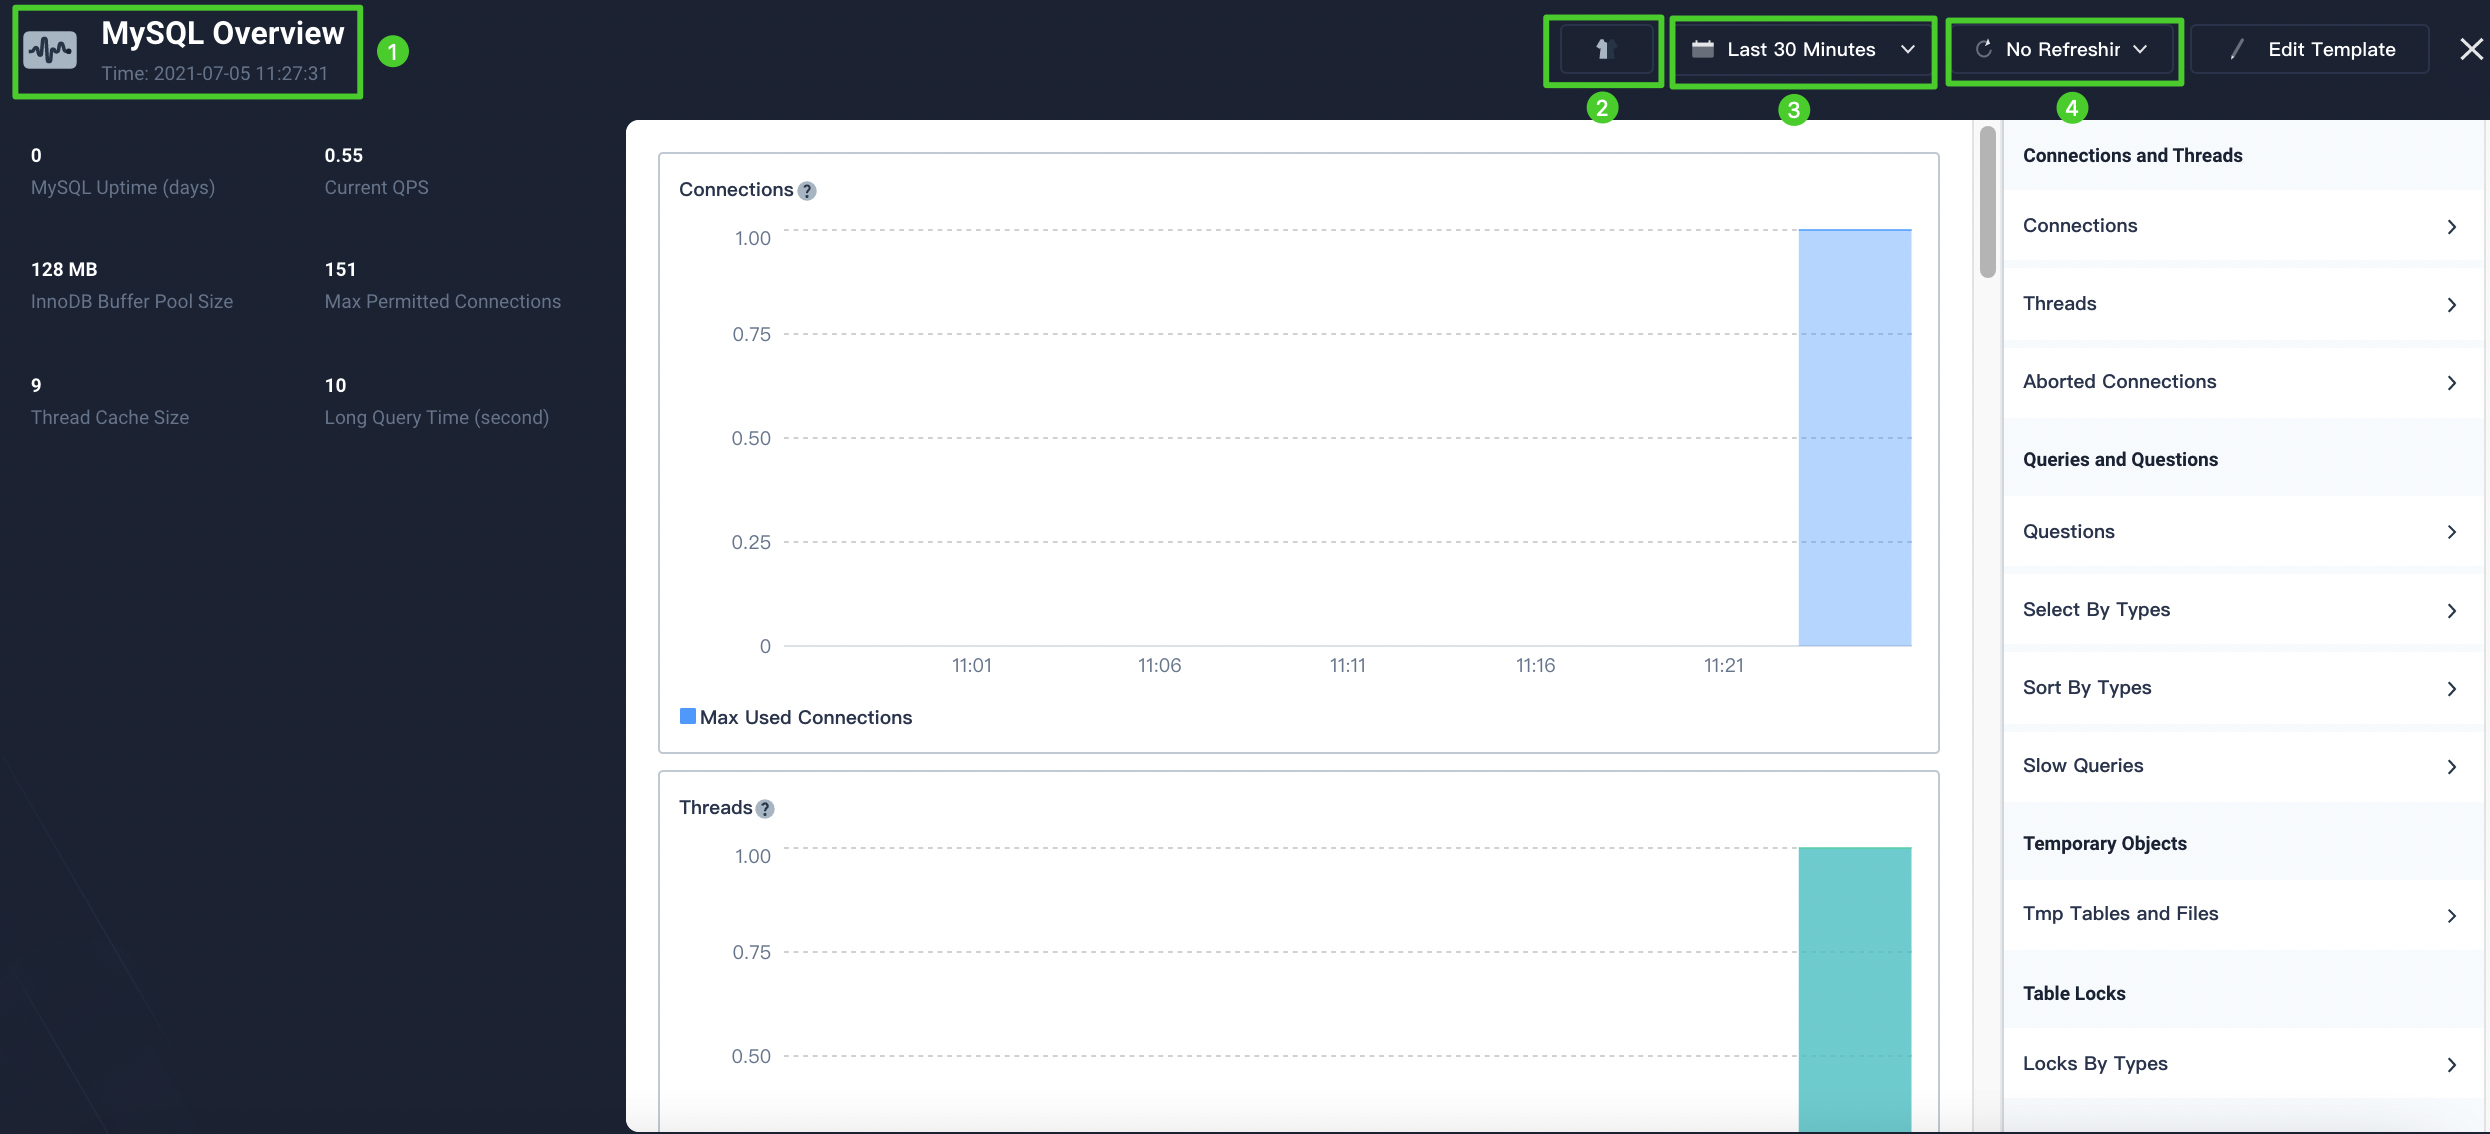 MySQL Overview
Time: 2021-07-05 11:27:31
1
2
Last 30 Minutes
3
No Refreshin
4
Edit Template
0
MySQL Uptime (days)
0.55
Current QPS
128 MB
InnoDB Buffer Pool Size
151
Max Permitted Connections
9
Thread Cache Size
10
Long Query Time (second)
Connections ?
1.00
0.75
0.50
0.25
0
11:01 11:06 11:11 11:16 11:21
Max Used Connections
Threads ?
1.00
0.75
0.50
Connections and Threads
Connections
Threads
Aborted Connections
Queries and Questions
Questions
Select By Types
Sort By Types
Slow Queries
Temporary Objects
Tmp Tables and Files
Table Locks
Locks By Types